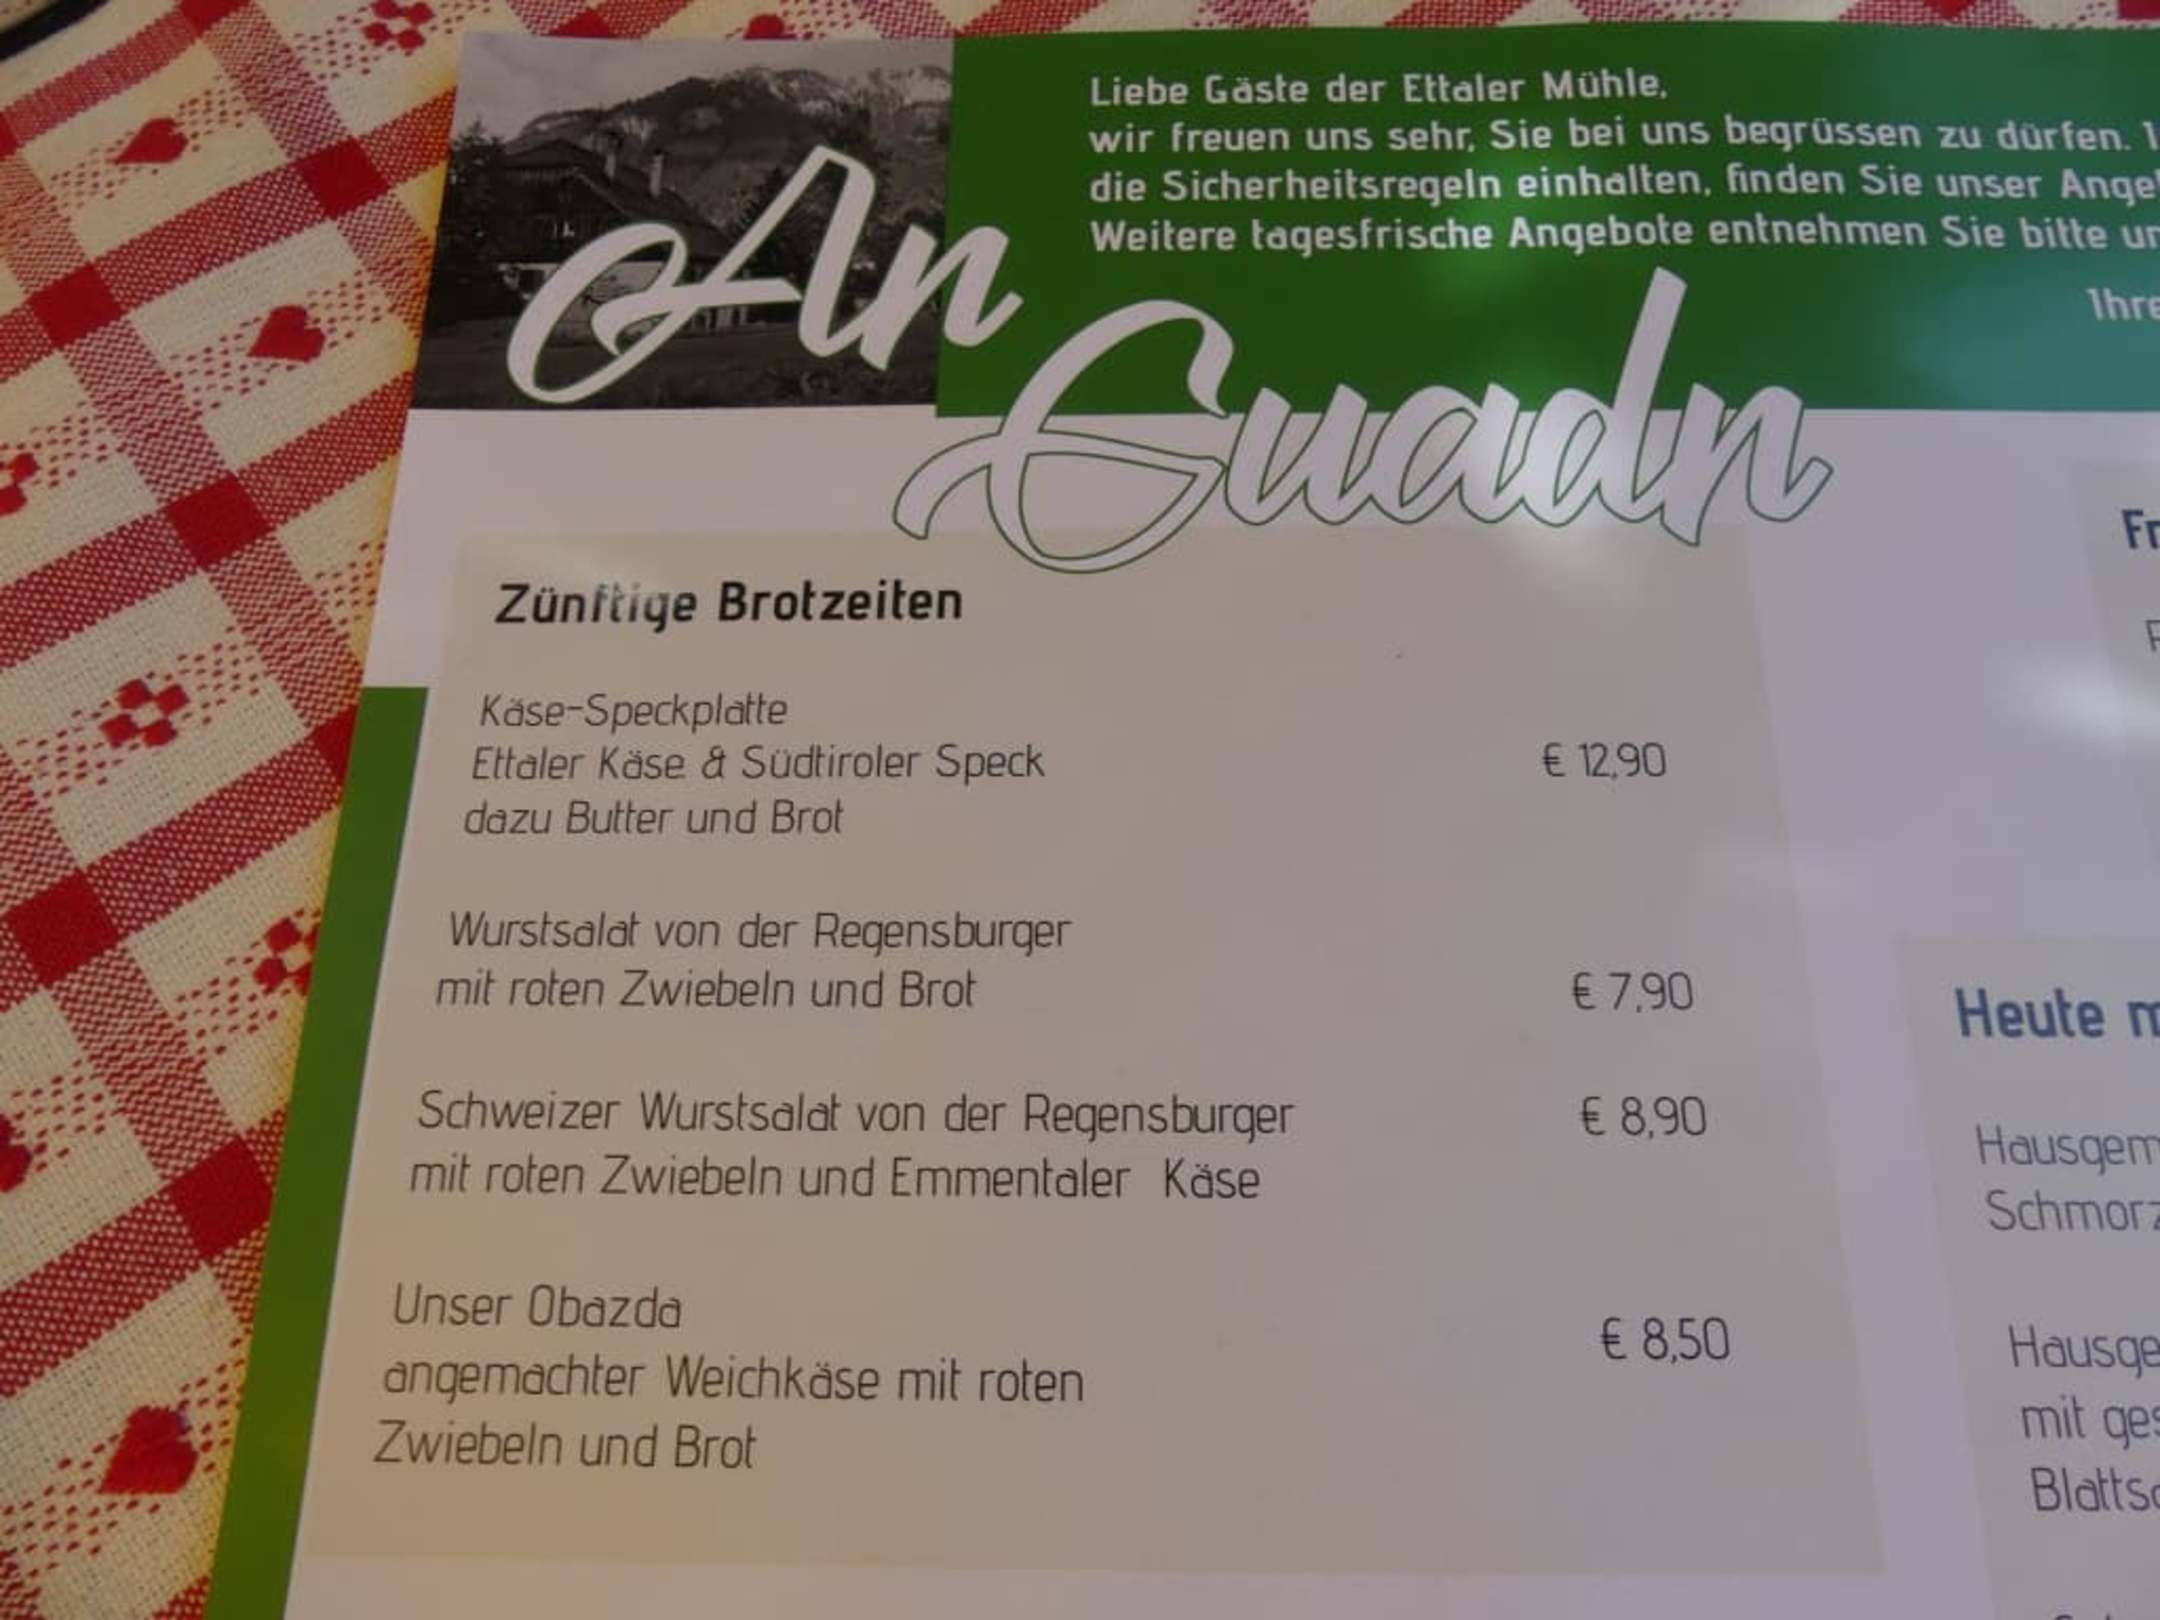 Liebe Gäste der Ettaler Mühle,
wir freuen uns sehr, Sie bei uns begrüssen zu dürfen.
die Sicherheitsregeln einhalten, finden Sie unser
Weitere tagesfrische Angebote entnehmen Sie bitte
An
Guadn
Zünftige Brotzeiten
Käse-Speckplatte
Ettaler Käse & Südtiroler Speck € 12,90
dazu Butter und Brot
Wurstsalat von der Regensburger
mit roten Zwiebeln und Brot € 7,90
Schweizer Wurstsalat von der Regensburger € 8,90
mit roten Zwiebeln und Emmentaler Käse
Unser Obazda € 8,50
angemachter Weichkäse mit roten
Zwiebeln und Brot
Heute
mit